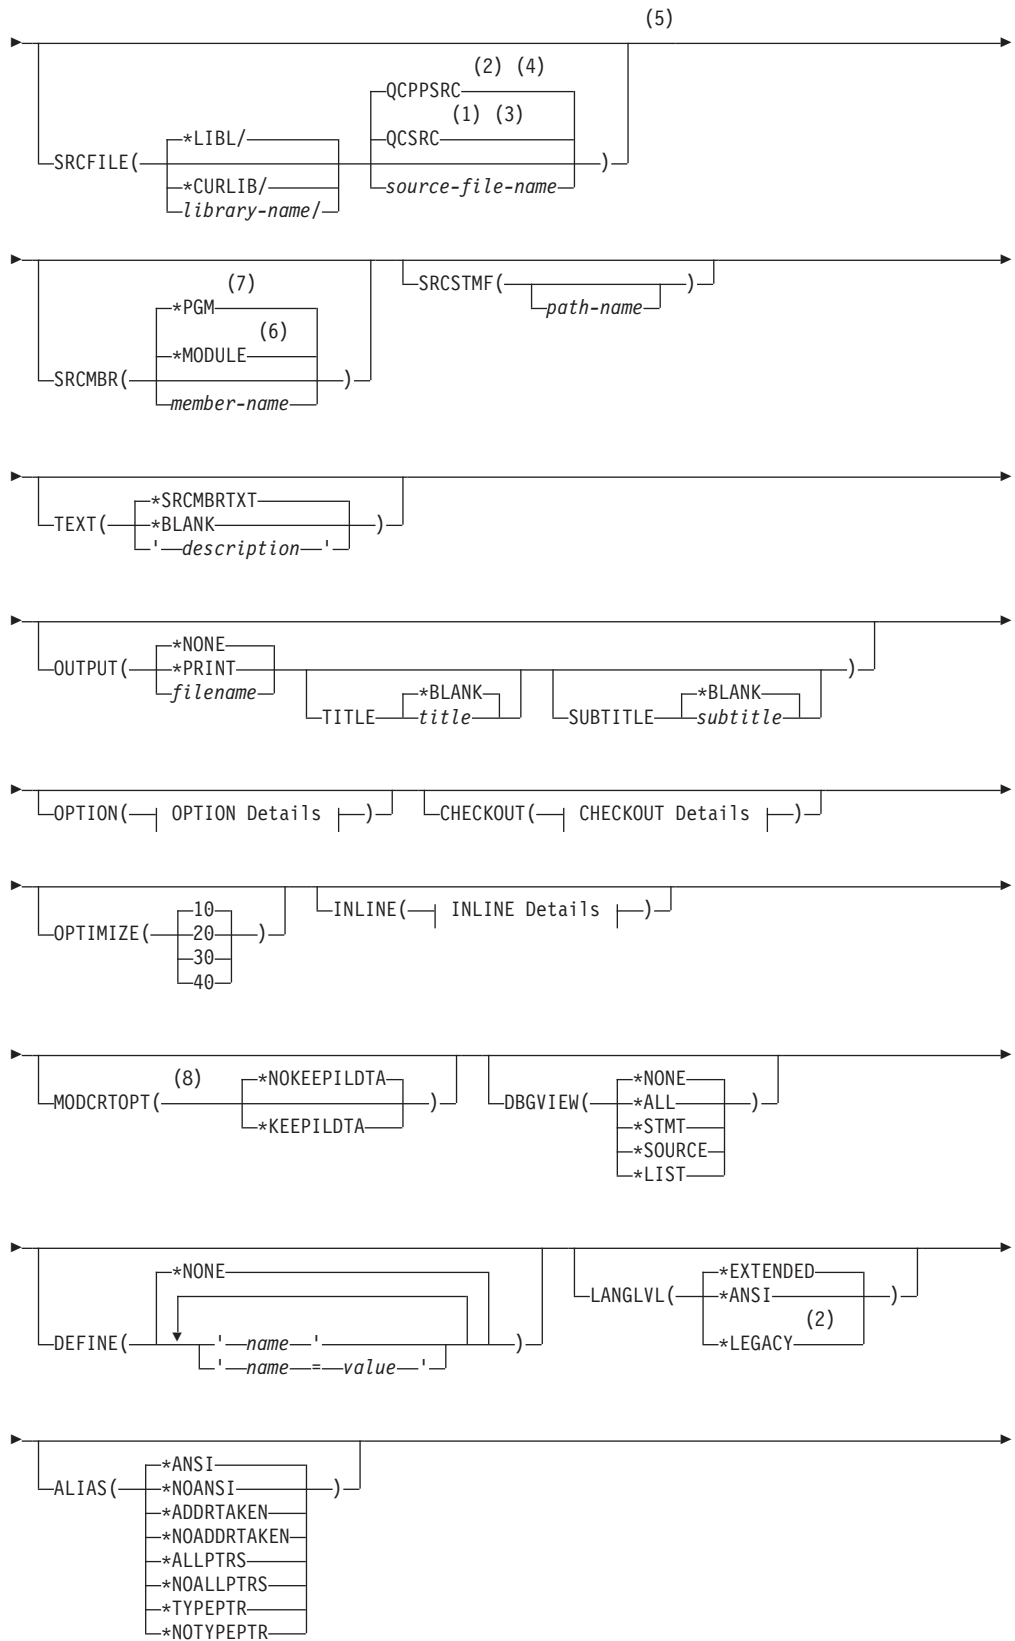 (5)
(2) (4)
QCPPSRC
(1) (3)
*LIBL/ QCSRC
SRCFILE( )
*CURLIB/ source-file-name
library-name/
(7)
*PGM SRCSTMF( )
(6) path-name
*MODULE
SRCMBR( )
member-name
*SRCMBRTXT
TEXT( *BLANK )
' description '
*NONE
OUTPUT( *PRINT )
filename *BLANK *BLANK
TITLE title SUBTITLE subtitle
OPTION( OPTION Details ) CHECKOUT( CHECKOUT Details )
10 INLINE( INLINE Details )
OPTIMIZE( 20 )
30
40
(8) *NOKEEPILDTA *NONE
MODCRTOPT( ) DBGVIEW( *ALL )
*KEEPILDTA *STMT
*SOURCE
*LIST
*NONE *EXTENDED
LANGLVL( *ANSI )
(2)
DEFINE( ' name ' ) *LEGACY
' name = value '
*ANSI
ALIAS( *NOANSI )
*ADDRTAKEN
*NOADDRTAKEN
*ALLPTRS
*NOALLPTRS
*TYPEPTR
*NOTYPEPTR